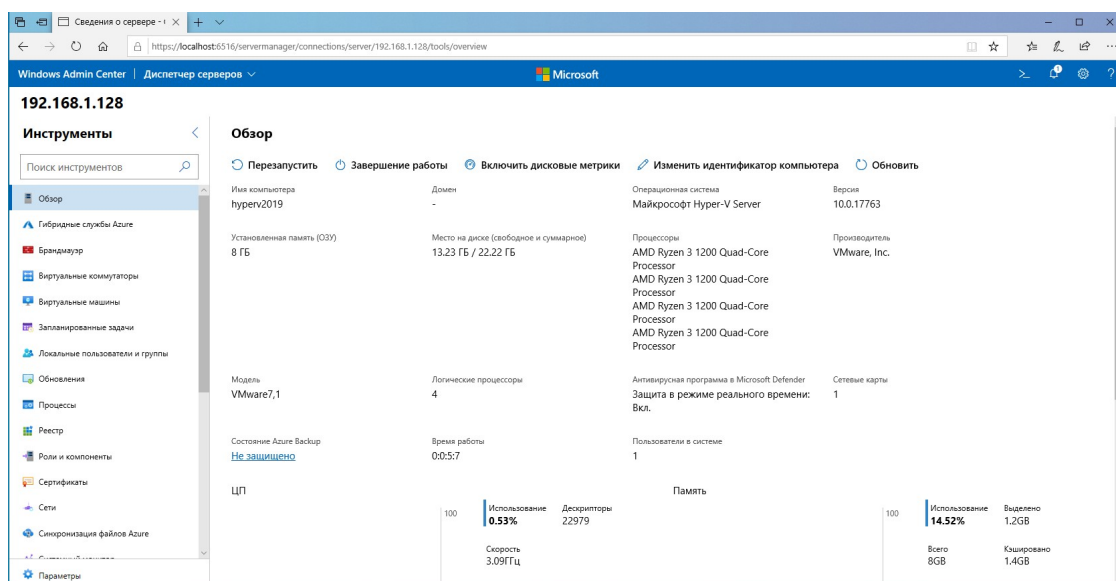 Сведения о сервере - 
https://localhost:6516/servermanager/connections/server/192.168.1.128/tools/overview
Windows Admin Center | Диспетчер серверов
Microsoft
192.168.1.128
Инструменты
Поиск инструментов
Обзор
Гибридные службы Azure
Брандмауэр
Виртуальные коммутаторы
Виртуальные машины
Запланированные задачи
Локальные пользователи и группы
Обновления
Процессы
Реестр
Роли и компоненты
Сертификаты
Сети
Синхронизация файлов Azure
Параметры
Обзор
Перезапустить Завершение работы Включить дисковые метрики Изменить идентификатор компьютера Обновить
Имя компьютера Домен Операционная система Версия
hyperv2019 - Майкрософт Hyper-V Server 10.0.17763
Установленная память (ОЗУ) Место на диске (свободное и суммарное) Процессоры Производитель
8 ГБ 13.23 ГБ / 22.22 ГБ AMD Ryzen 3 1200 Quad-Core VMware, Inc.
Processor
AMD Ryzen 3 1200 Quad-Core
Processor
AMD Ryzen 3 1200 Quad-Core
Processor
AMD Ryzen 3 1200 Quad-Core
Processor
Модель Логические процессоры Антивирусная программа в Microsoft Defender Сетевые карты
VMware7,1 4 Защита в режиме реального времени: 1
Вкл.
Состояние Azure Backup Время работы Пользователи в системе
Не защищено 0:0:5:7 1
ЦП Память
100 Использование Дескрипторы 100 Использование Выделено
0.53% 22979 14.52% 1.2GB
Скорость Всего Кэшировано
3.09ГГц 8GB 1.4GB